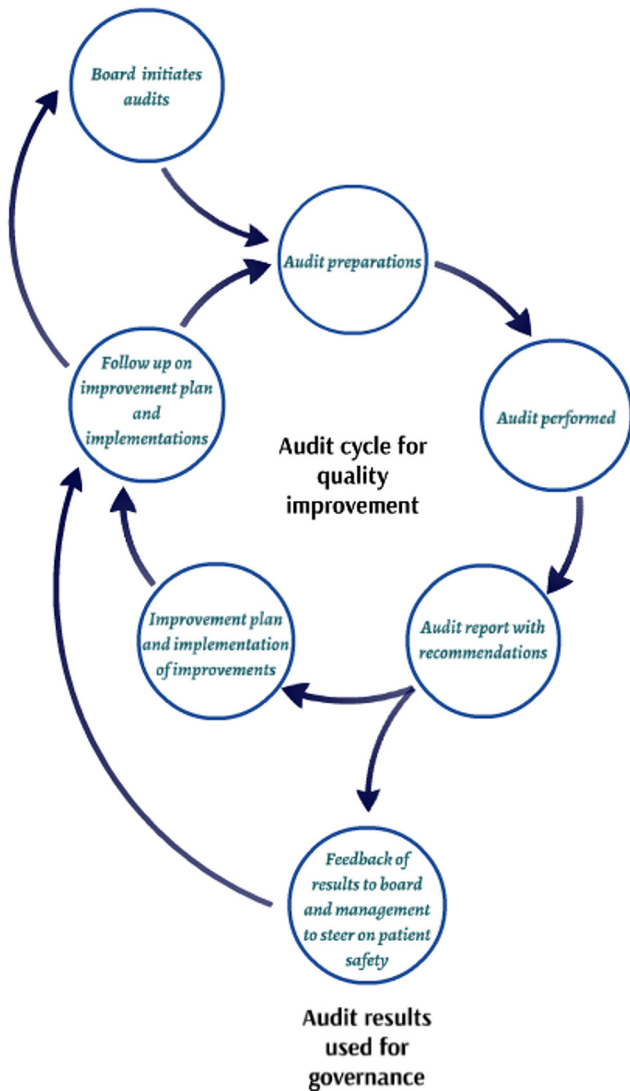 Board initiates
audits
Audit preparations
Follow up on
improvement plan
and
implementations
Audit performed
Audit cycle for
quality
improvement
Improvement plan
and implementation
of improvements
Audit report with
recommendations
Feedback of
results to board
and management
to steer on patient
safety
Audit results
used for
governance